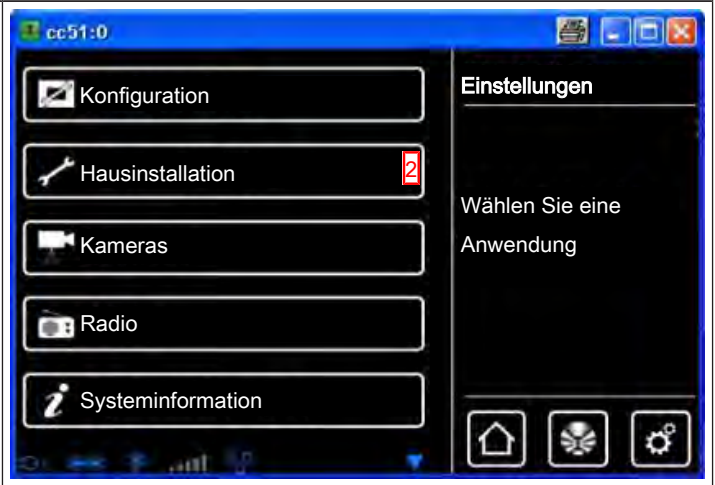 cc51:0
Konfiguration
Hausinstallation 2
Kameras
Radio
Systeminformation
Einstellungen
Wählen Sie eine
Anwendung